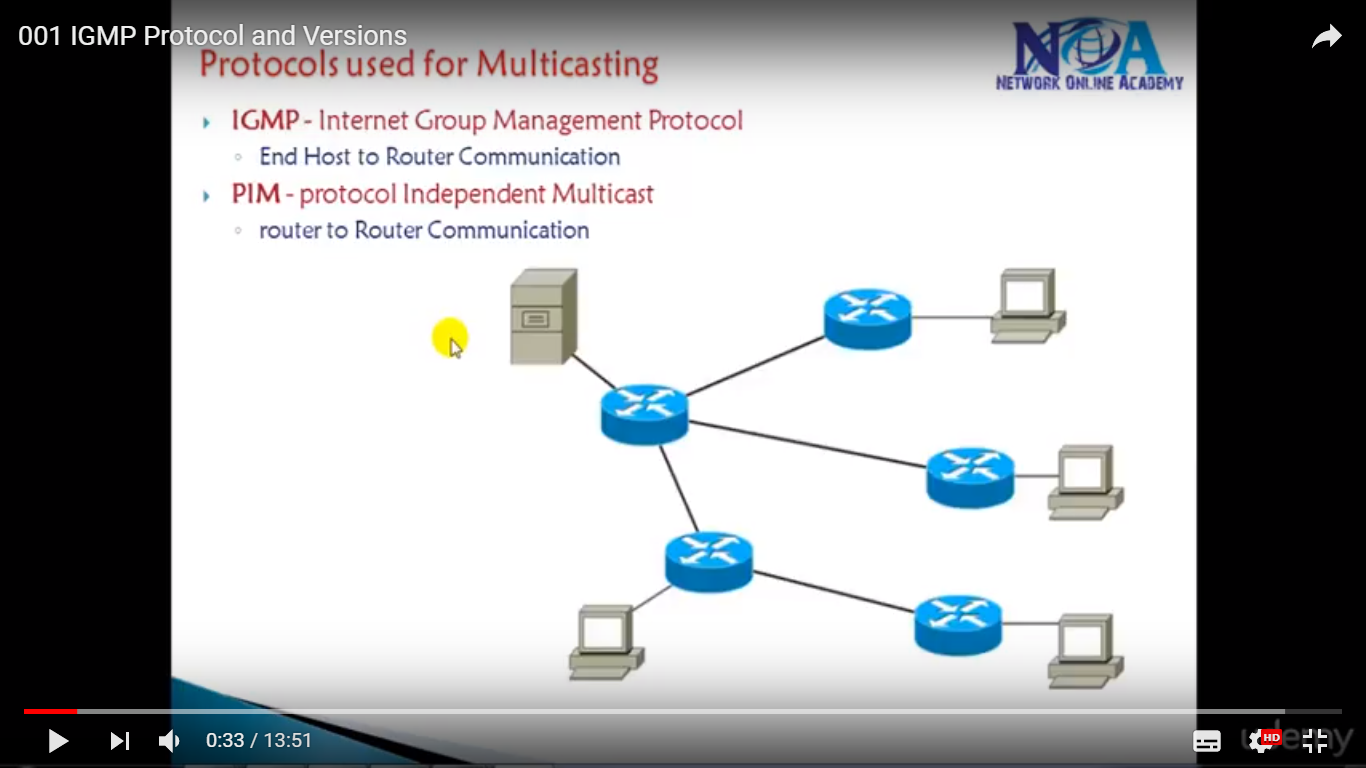 001 IGMP Protocol and Versions
Protocols used for Multicasting
NOA
NETWORK ONLINE ACADEMY
IGMP - Internet Group Management Protocol
End Host to Router Communication
PIM - protocol Independent Multicast
router to Router Communication
0:33 / 13:51
HD
udemy